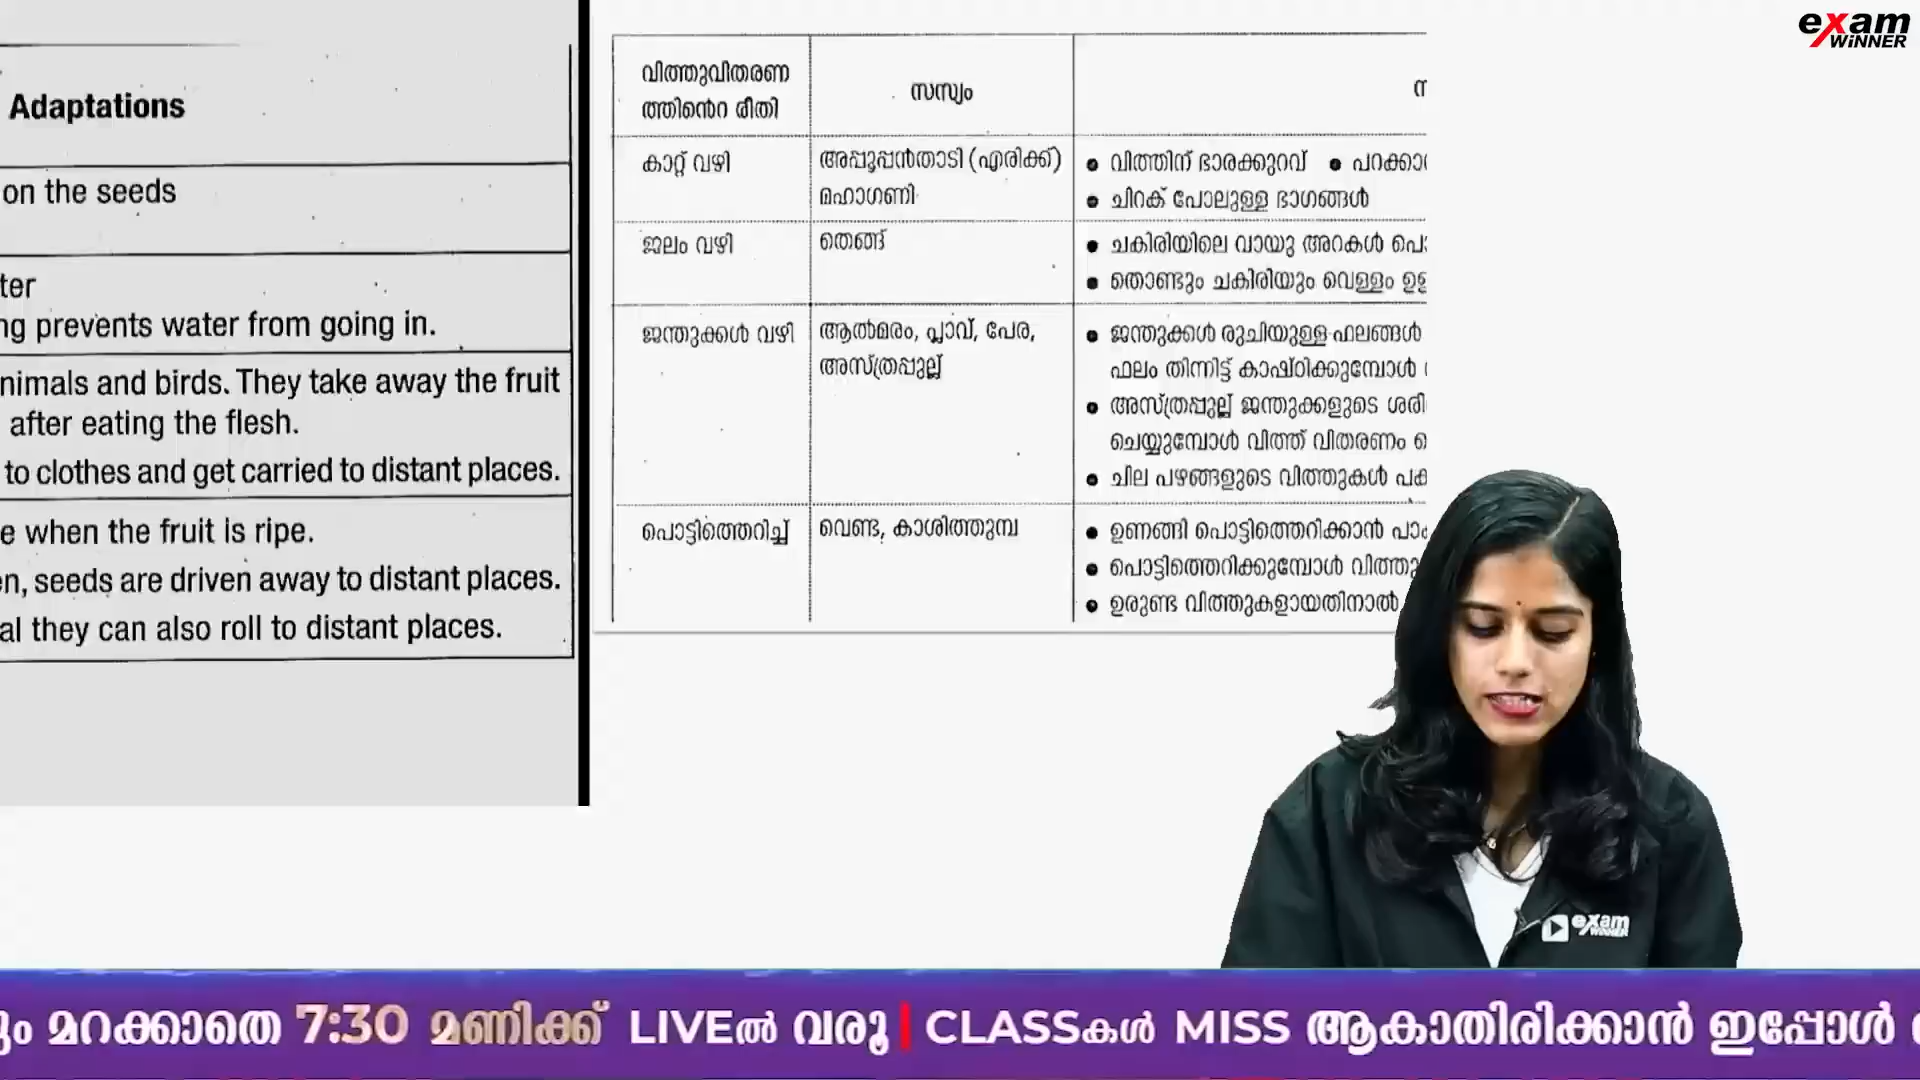 exam
WINNER
Adaptations
on the seeds
ter
ng prevents water from going in.
nimals and birds. They take away the fruit
after eating the flesh.
to clothes and get carried to distant places.
e when the fruit is ripe.
en, seeds are driven away to distant places.
al they can also roll to distant places.
വിത്തുവിതരണ
ത്തിന്റെ രീതി
സസ്യം
കാറ്റ് വഴി
അപ്പൂപ്പൻതാടി (എരിക്ക്)
മഹാഗണി
● വിത്തിന് ഭാരക്കുറവ് ● പറക്കാ
● ചിറക് പോലുള്ള ഭാഗങ്ങൾ
ജലം വഴി
തെങ്ങ്
● ചകിരിയിലെ വായു അറകൾ പൊ
● തൊണ്ടും ചകിരിയും വെള്ളം ഉള്
ജന്തുക്കൾ വഴി
ആൽമരം, പ്ലാവ്, പേര,
അസ്ത്രപ്പുല്ല്
● ജന്തുക്കൾ രുചിയുള്ള ഫലങ്ങൾ
ഫലം തിന്നിട്ട് കാഷ്ഠിക്കുമ്പോൾ
● അസ്ത്രപ്പുല്ല് ജന്തുക്കളുടെ ശരീ
ചെയ്യുമ്പോൾ വിത്ത് വിതരണം
● ചില പഴങ്ങളുടെ വിത്തുകൾ പക
പൊട്ടിത്തെറിച്ച്
വെണ്ട, കാശിത്തുമ്പ
● ഉണങ്ങി പൊട്ടിത്തെറിക്കാൻ പാക
● പൊട്ടിത്തെറിക്കുമ്പോൾ വിത്തു
● ഉരുണ്ട വിത്തുകളായതിനാൽ
exam
WINNER
ും മറക്കാതെ 7:30 മണിക്ക് LIVEൽ വരൂ | CLASSകൾ MISS ആകാതിരിക്കാൻ ഇപ്പോൾ